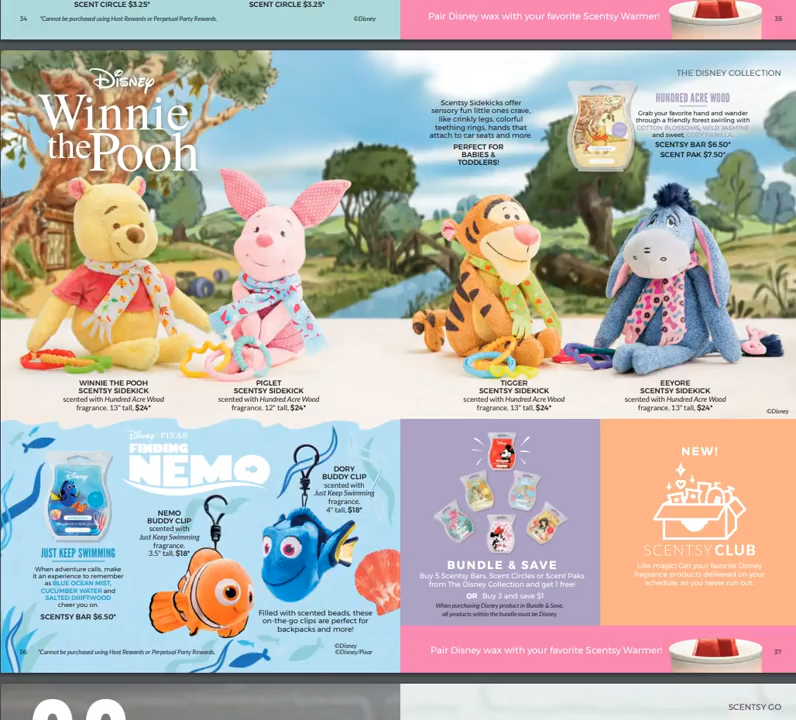 SCENT CIRCLE $3.25*
SCENT CIRCLE $3.25*
34
*Cannot be purchased using Host Rewards or Perpetual Party Rewards.
©Disney
Pair Disney wax with your favorite Scentsy Warmer!
35
Disney
Winnie
the Pooh
THE DISNEY COLLECTION
Scentsy Sidekicks offer
sensory fun little ones crave,
like crinkly legs, colorful
teething rings, hands that
attach to car seats and more.
PERFECT FOR
BABIES &
TODDLERS!
HUNDRED ACRE WOOD
Grab your favorite hand and wander
through a friendly forest swirling with
COTTON BLOSSOMS, WILD JASMINE
and sweet, COZY VANILLA.
SCENTSY BAR $6.50*
SCENT PAK $7.50*
WINNIE THE POOH
SCENTSY SIDEKICK
scented with Hundred Acre Wood
fragrance. 13" tall, $24*
PIGLET
SCENTSY SIDEKICK
scented with Hundred Acre Wood
fragrance, 12" tall, $24*
TIGGER
SCENTSY SIDEKICK
scented with Hundred Acre Wood
fragrance. 13" tall, $24*
EEYORE
SCENTSY SIDEKICK
scented with Hundred Acre Wood
fragrance. 13" tall, $24*
©Disney
Disney • PIXAR
FINDING
NEMO
JUST KEEP SWIMMING
When adventure calls, make
it an experience to remember
as BLUE OCEAN MIST,
CUCUMBER WATER and
SALTED DRIFTWOOD
cheer you on.
SCENTSY BAR $6.50*
NEMO
BUDDY CLIP
scented with
Just Keep Swimming
fragrance.
3.5" tall, $18*
DORY
BUDDY CLIP
scented with
Just Keep Swimming
fragrance.
4" tall, $18*
Filled with scented beads, these
on-the-go clips are perfect for
backpacks and more!
©Disney
©Disney/Pixar
36
*Cannot be purchased using Host Rewards or Perpetual Party Rewards.
BUNDLE & SAVE
Buy 5 Scentsy Bars, Scent Circles or Scent Paks
from The Disney Collection and get 1 free!
OR Buy 3 and save $1
When purchasing Disney product in Bundle & Save,
all products within the bundle must be Disney.
NEW!
SCENTSY CLUB
Like magic! Get your favorite Disney
fragrance products delivered on your
schedule, so you never run out.
Pair Disney wax with your favorite Scentsy Warmer!
37
SCENTSY GO